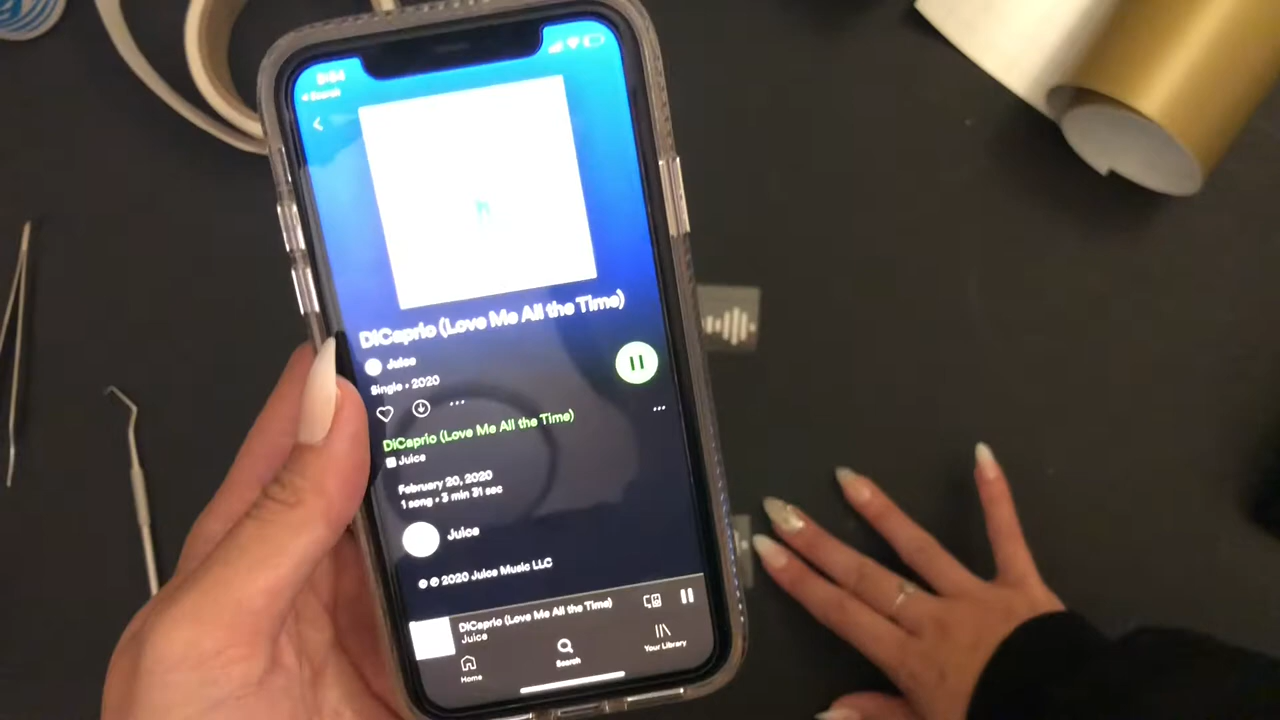 Search
DiCaprio (Love Me All the Time)
Juice
Single • 2020
DiCaprio (Love Me All the Time)
Juice
February 20, 2020
1 song • 3 min 31 sec
Juice
© ℗ 2020 Juice Music LLC
DiCaprio (Love Me All the Time)
Juice
Home
Search
Your Library